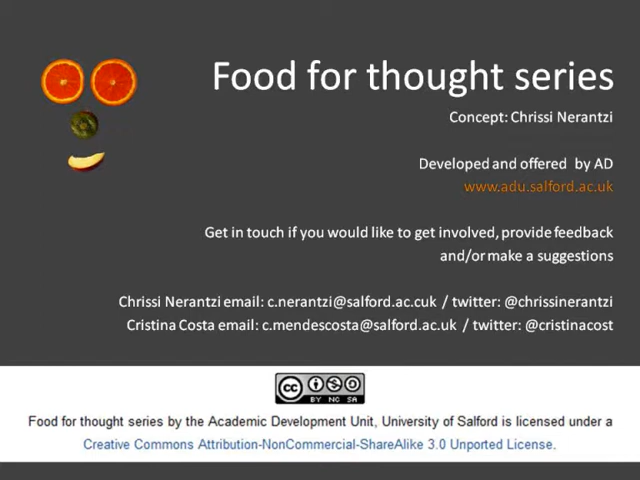 Food for thought series
Concept: Chrissi Nerantzi
Developed and offered by AD
www.adu.salford.ac.uk
Get in touch if you would like to get involved, provide feedback
and/or make a suggestions
Chrissi Nerantzi email: c.nerantzi@salford.ac.cuk / twitter: @chrissinerantzi
Cristina Costa email: c.mendescosta@salford.ac.uk / twitter: @cristinacost
cc
BY NC SA
Food for thought series by the Academic Development Unit, University of Salford is licensed under a
Creative Commons Attribution-NonCommercial-ShareAlike 3.0 Unported License.